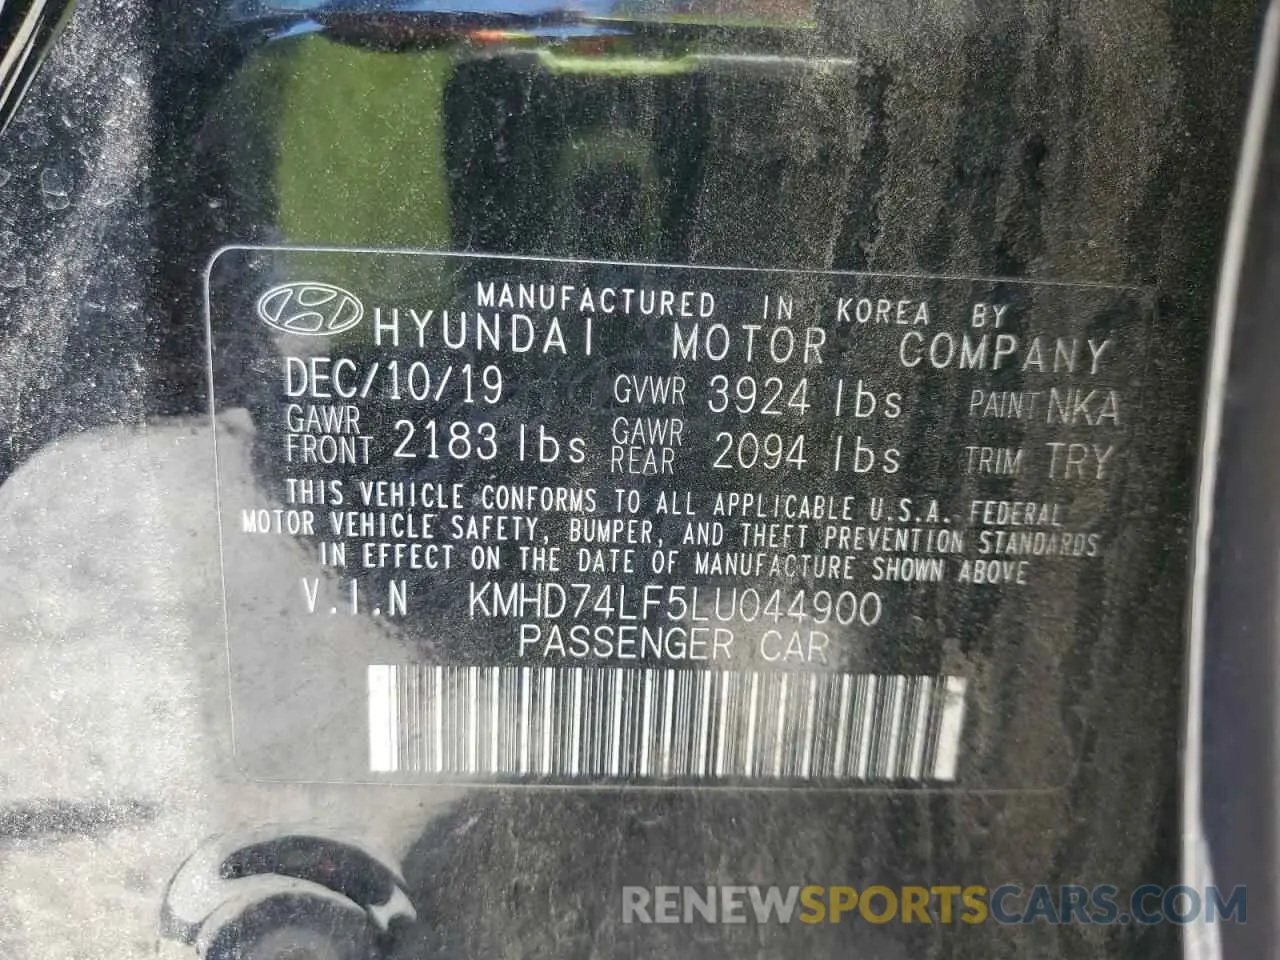 MANUFACTURED IN KOREA BY
HYUNDAI MOTOR COMPANY
DEC/10/19 GVWR 3924 lbs PAINT NKA
GAWR FRONT 2183 lbs GAWR REAR 2094 lbs TRIM TRY
THIS VEHICLE CONFORMS TO ALL APPLICABLE U.S.A. FEDERAL
MOTOR VEHICLE SAFETY, BUMPER, AND THEFT PREVENTION STANDARDS
IN EFFECT ON THE DATE OF MANUFACTURE SHOWN ABOVE
V.I.N KMHD74LF5LU044900
PASSENGER CAR
RENEWSPORTSCARS.COM